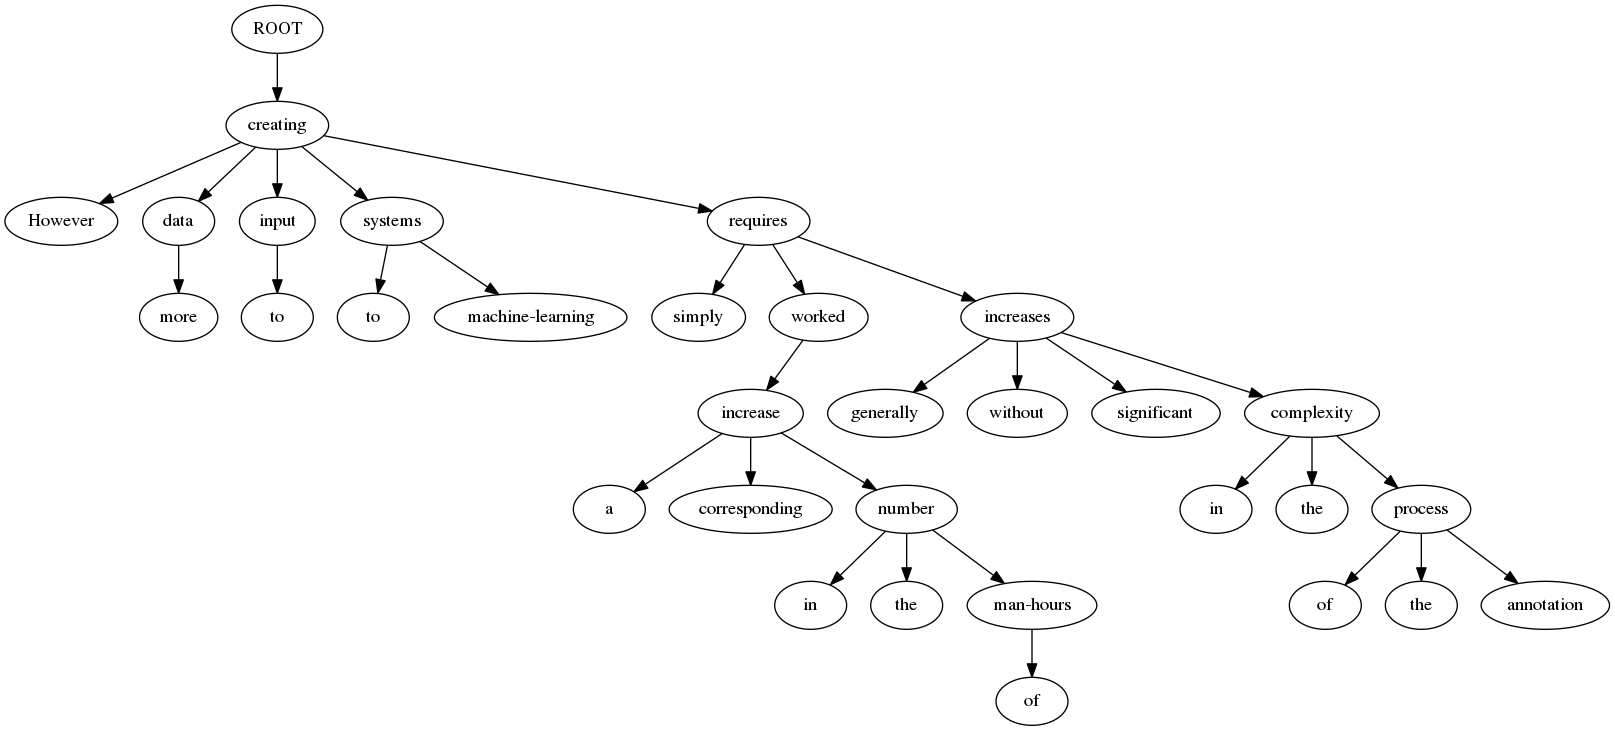 ROOT
creating
However data input systems requires
more to to machine-learning simply worked increases
increase generally without significant complexity
a corresponding number in the process
in the man-hours of the annotation
of